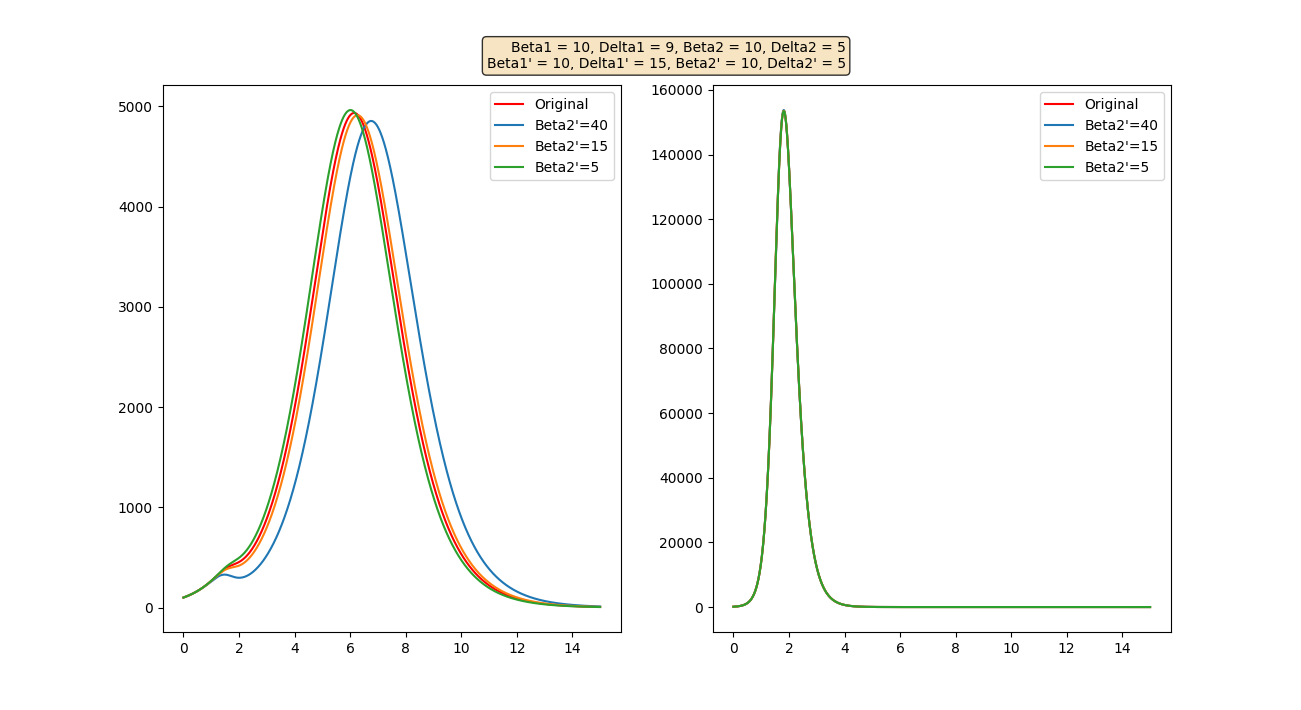 Beta1 = 10, Delta1 = 9, Beta2 = 10, Delta2 = 5
Beta1' = 10, Delta1' = 15, Beta2' = 10, Delta2' = 5
Original
Beta2'=40
Beta2'=15
Beta2'=5
5000
4000
3000
2000
1000
0
0 2 4 6 8 10 12 14
Original
Beta2'=40
Beta2'=15
Beta2'=5
160000
140000
120000
100000
80000
60000
40000
20000
0
0 2 4 6 8 10 12 14